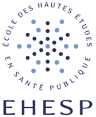 ÉCOLE DES HAUTES ÉTUDES
EN SANTÉ PUBLIQUE
EHESP